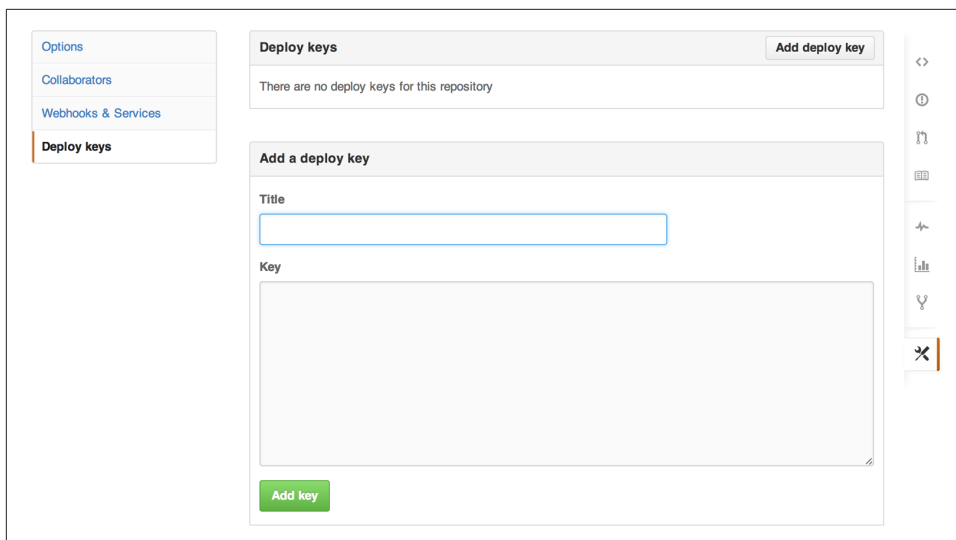 Options
Collaborators
Webhooks & Services
Deploy keys
Deploy keys
Add deploy key
There are no deploy keys for this repository
Add a deploy key
Title
Key
Add key